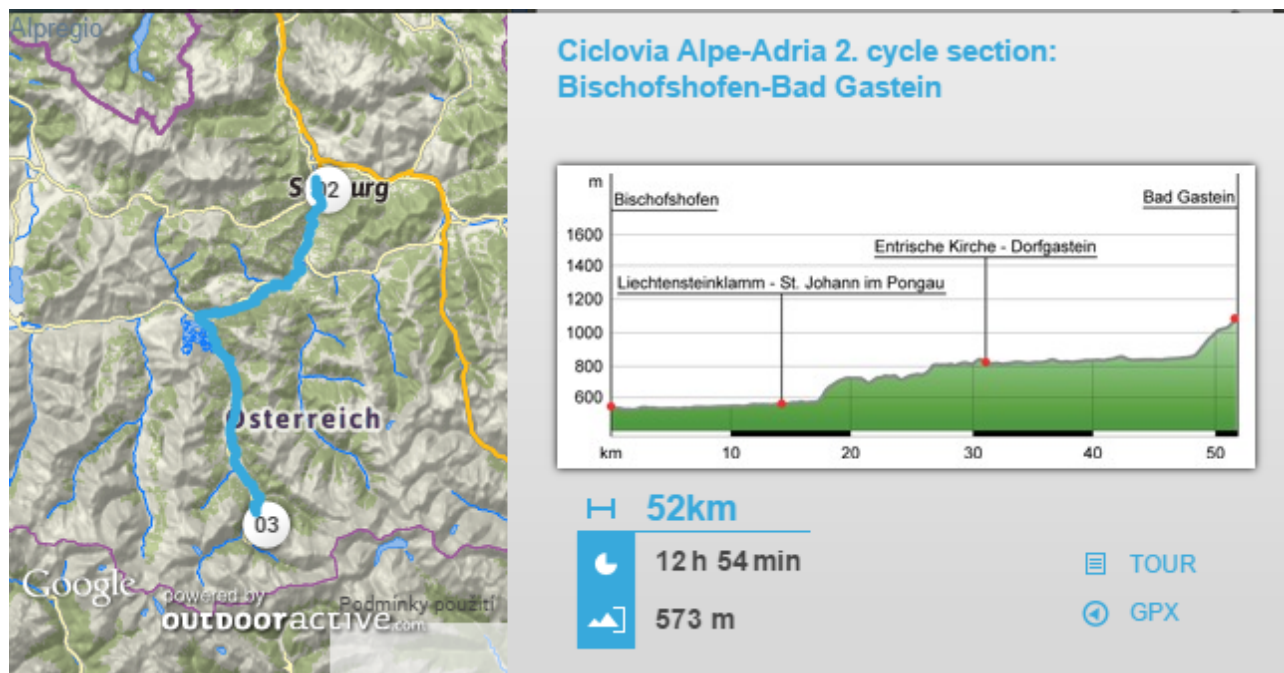 Alpregio
S
02
urg
Österreich
03
Google
powered by
outdooractive.com
Podmínky použití
Ciclovia Alpe-Adria 2. cycle section:
Bischofshofen-Bad Gastein
m
Bischofshofen
Bad Gastein
1600
Entrische Kirche - Dorfgastein
1400
Liechtensteinklamm - St. Johann im Pongau
1200
1000
800
600
km
10
20
30
40
50
52km
12 h 54 min
TOUR
573 m
GPX